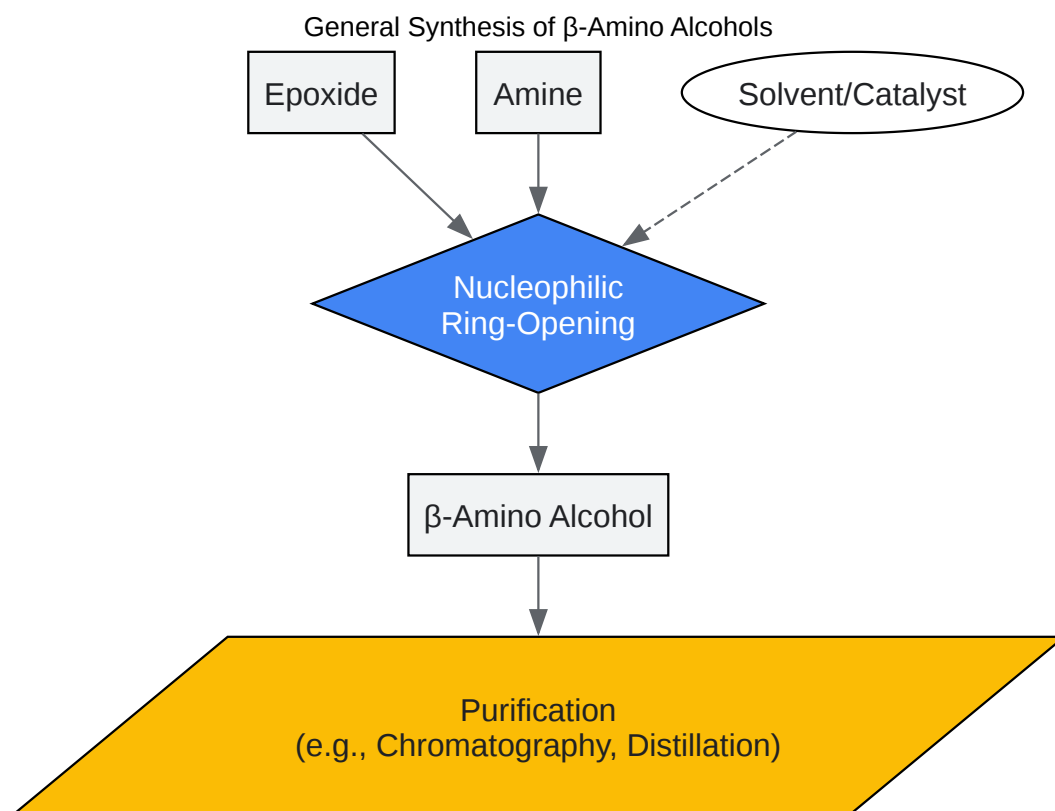 General Synthesis of β-Amino Alcohols
Epoxide
Amine
Solvent/Catalyst
Nucleophilic
Ring-Opening
β-Amino Alcohol
Purification
(e.g., Chromatography, Distillation)